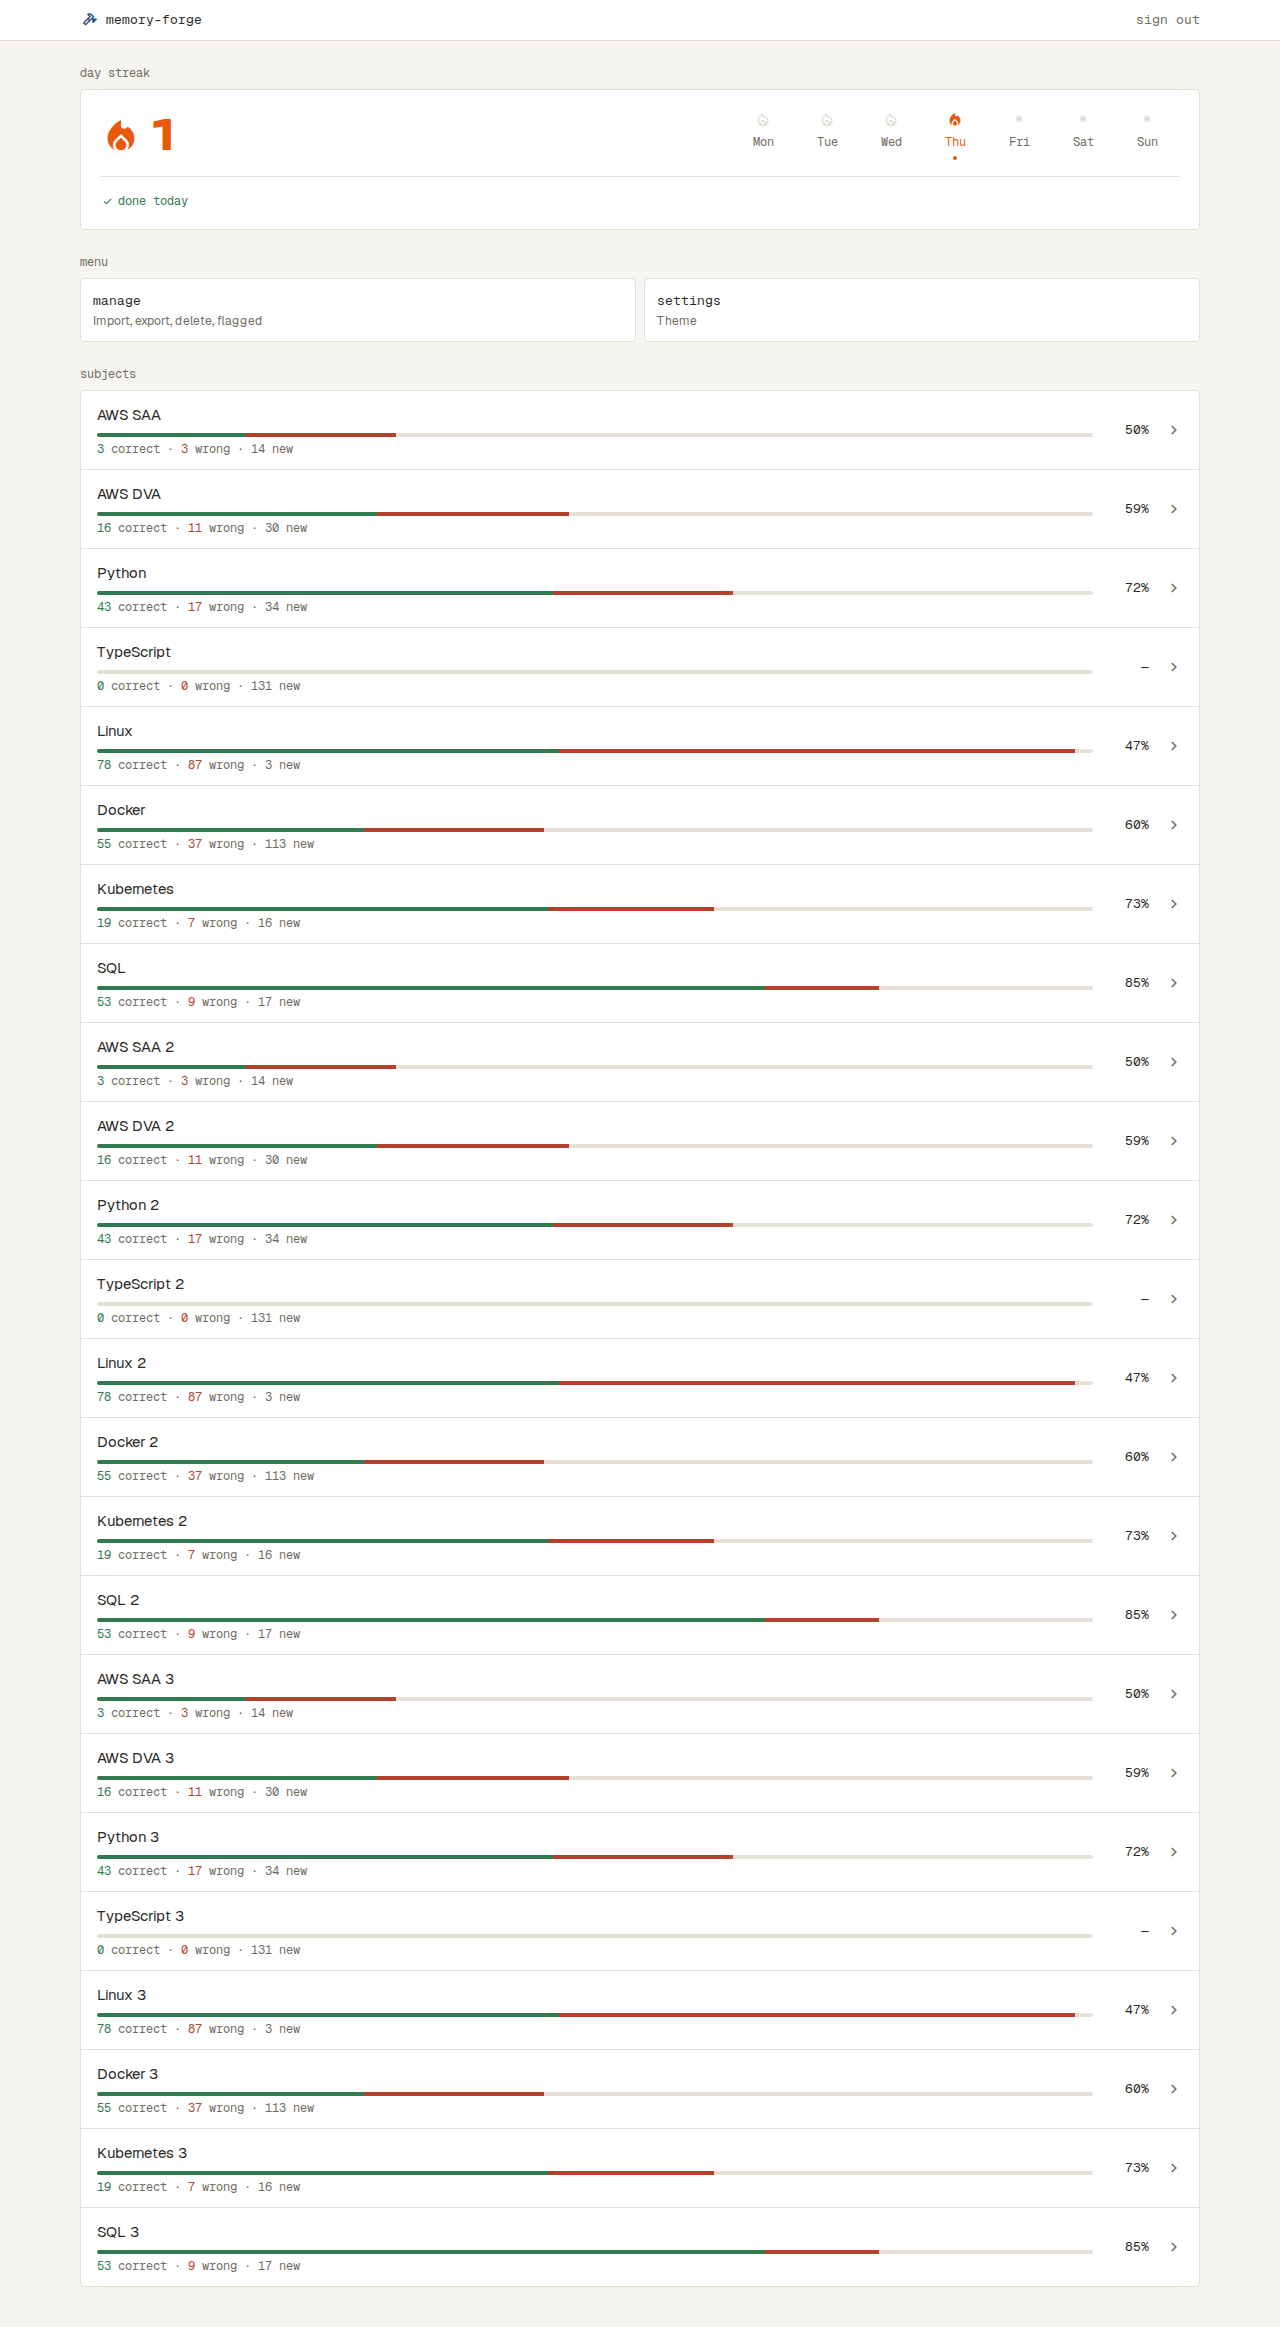 memory-forge
sign out
day streak
1
Mon Tue Wed Thu Fri Sat Sun
done today
menu
manage
Import, export, delete, flagged
settings
Theme
subjects
AWS SAA
50%
3 correct · 3 wrong · 14 new
AWS DVA
59%
16 correct · 11 wrong · 30 new
Python
72%
43 correct · 17 wrong · 34 new
TypeScript
–
0 correct · 0 wrong · 131 new
Linux
47%
78 correct · 87 wrong · 3 new
Docker
60%
55 correct · 37 wrong · 113 new
Kubernetes
73%
19 correct · 7 wrong · 16 new
SQL
85%
53 correct · 9 wrong · 17 new
AWS SAA 2
50%
3 correct · 3 wrong · 14 new
AWS DVA 2
59%
16 correct · 11 wrong · 30 new
Python 2
72%
43 correct · 17 wrong · 34 new
TypeScript 2
–
0 correct · 0 wrong · 131 new
Linux 2
47%
78 correct · 87 wrong · 3 new
Docker 2
60%
55 correct · 37 wrong · 113 new
Kubernetes 2
73%
19 correct · 7 wrong · 16 new
SQL 2
85%
53 correct · 9 wrong · 17 new
AWS SAA 3
50%
3 correct · 3 wrong · 14 new
AWS DVA 3
59%
16 correct · 11 wrong · 30 new
Python 3
72%
43 correct · 17 wrong · 34 new
TypeScript 3
–
0 correct · 0 wrong · 131 new
Linux 3
47%
78 correct · 87 wrong · 3 new
Docker 3
60%
55 correct · 37 wrong · 113 new
Kubernetes 3
73%
19 correct · 7 wrong · 16 new
SQL 3
85%
53 correct · 9 wrong · 17 new